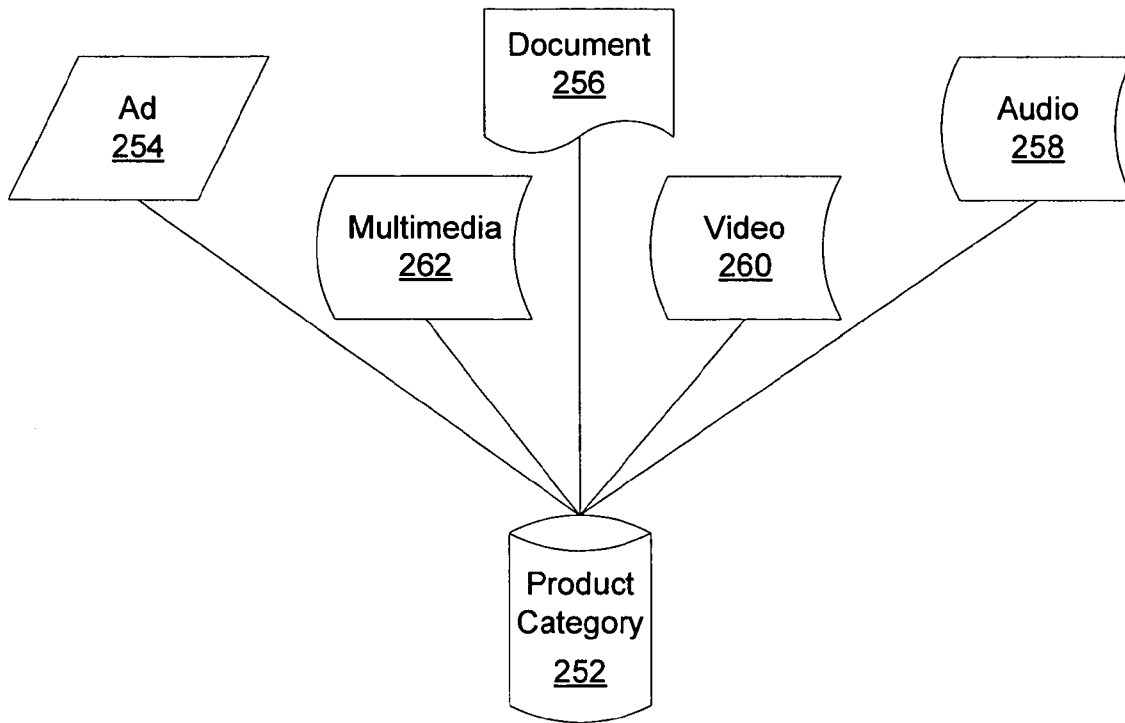 Document
256
Ad
254
Audio
258
Multimedia
262
Video
260
Product
Category
252